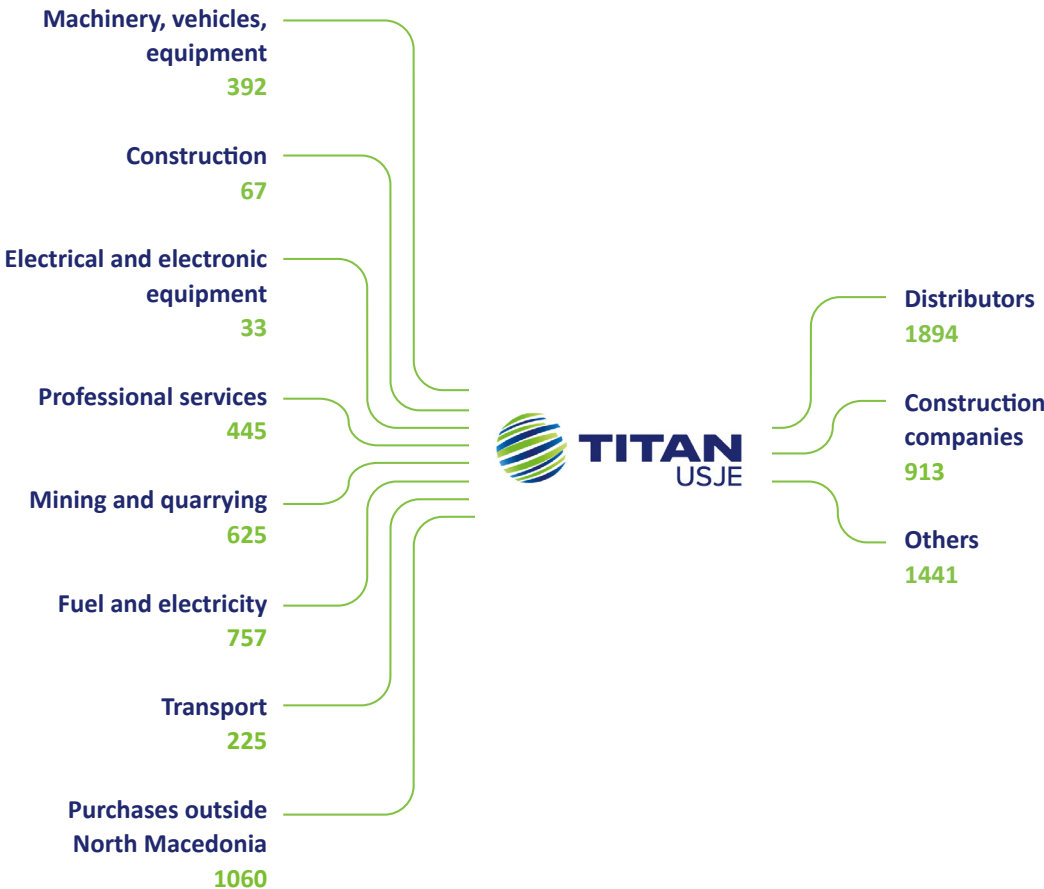 Machinery, vehicles,
equipment
392
Construction
67
Electrical and electronic
equipment
33
Professional services
445
Mining and quarrying
625
Fuel and electricity
757
Transport
225
Purchases outside
North Macedonia
1060
TITAN
USJE
Distributors
1894
Construction
companies
913
Others
1441